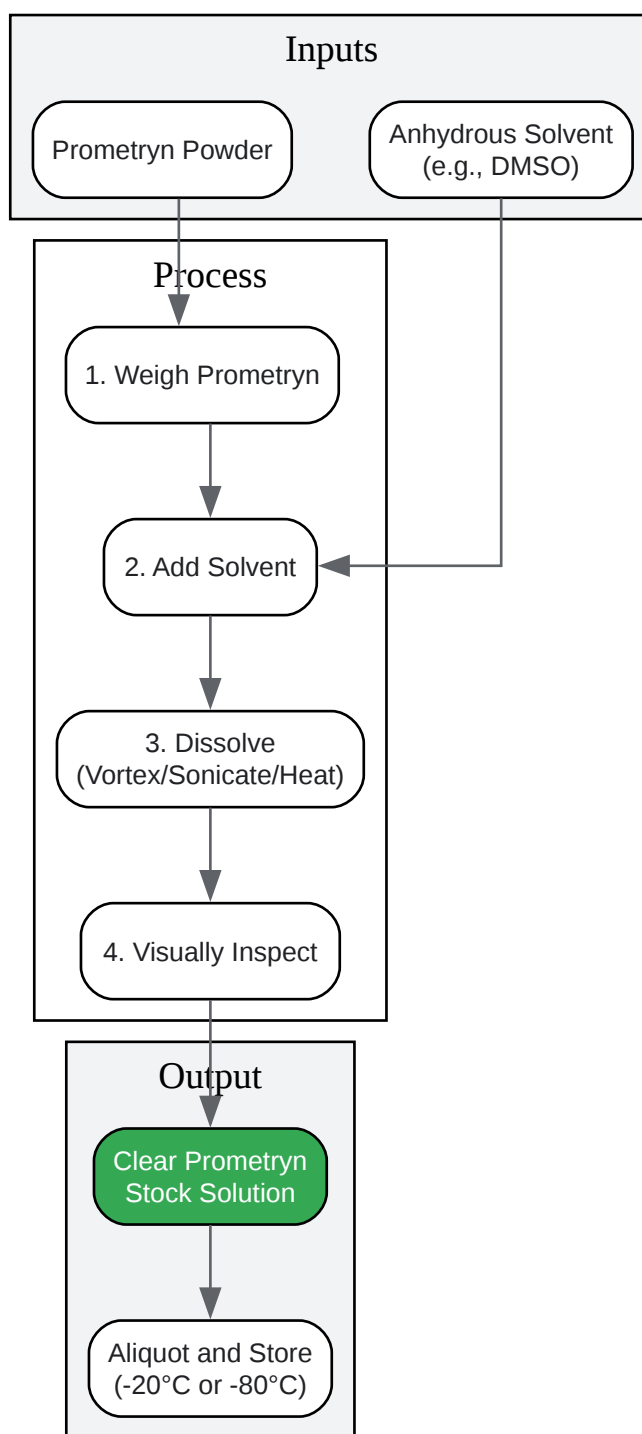 Inputs
Prometryn Powder
Anhydrous Solvent
(e.g., DMSO)
Process
1. Weigh Prometryn
2. Add Solvent
3. Dissolve
(Vortex/Sonicate/Heat)
4. Visually Inspect
Output
Clear Prometryn
Stock Solution
Aliquot and Store
(-20°C or -80°C)